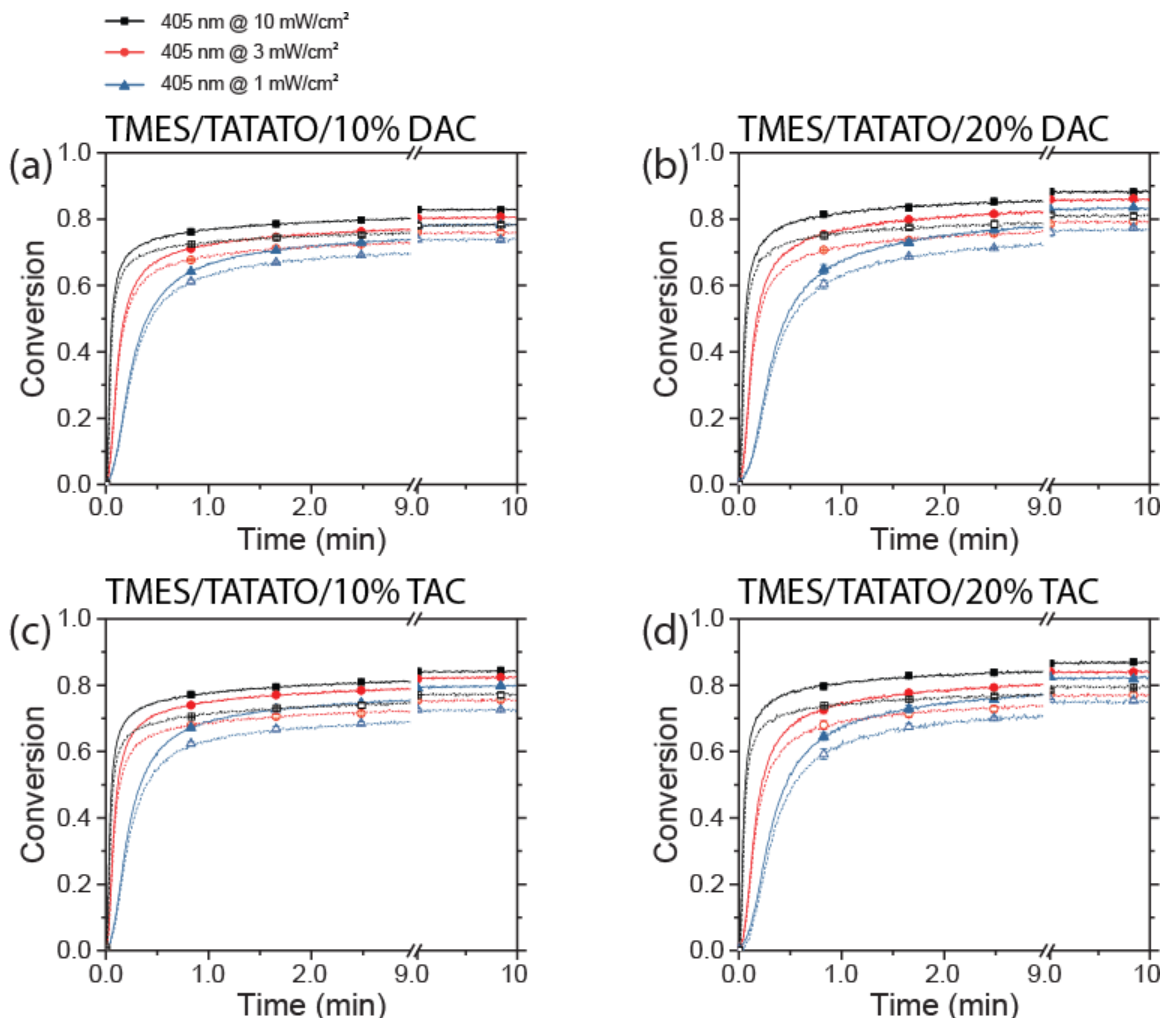 405 nm @ 10 mW/cm²
405 nm @ 3 mW/cm²
405 nm @ 1 mW/cm²
TMES/TATATO/10% DAC
(a)
1.0
0.8
0.6
0.4
0.2
0.0
Conversion
0.0 1.0 2.0 9.0 10
Time (min)
TMES/TATATO/20% DAC
(b)
1.0
0.8
0.6
0.4
0.2
0.0
Conversion
0.0 1.0 2.0 9.0 10
Time (min)
TMES/TATATO/10% TAC
(c)
1.0
0.8
0.6
0.4
0.2
0.0
Conversion
0.0 1.0 2.0 9.0 10
Time (min)
TMES/TATATO/20% TAC
(d)
1.0
0.8
0.6
0.4
0.2
0.0
Conversion
0.0 1.0 2.0 9.0 10
Time (min)